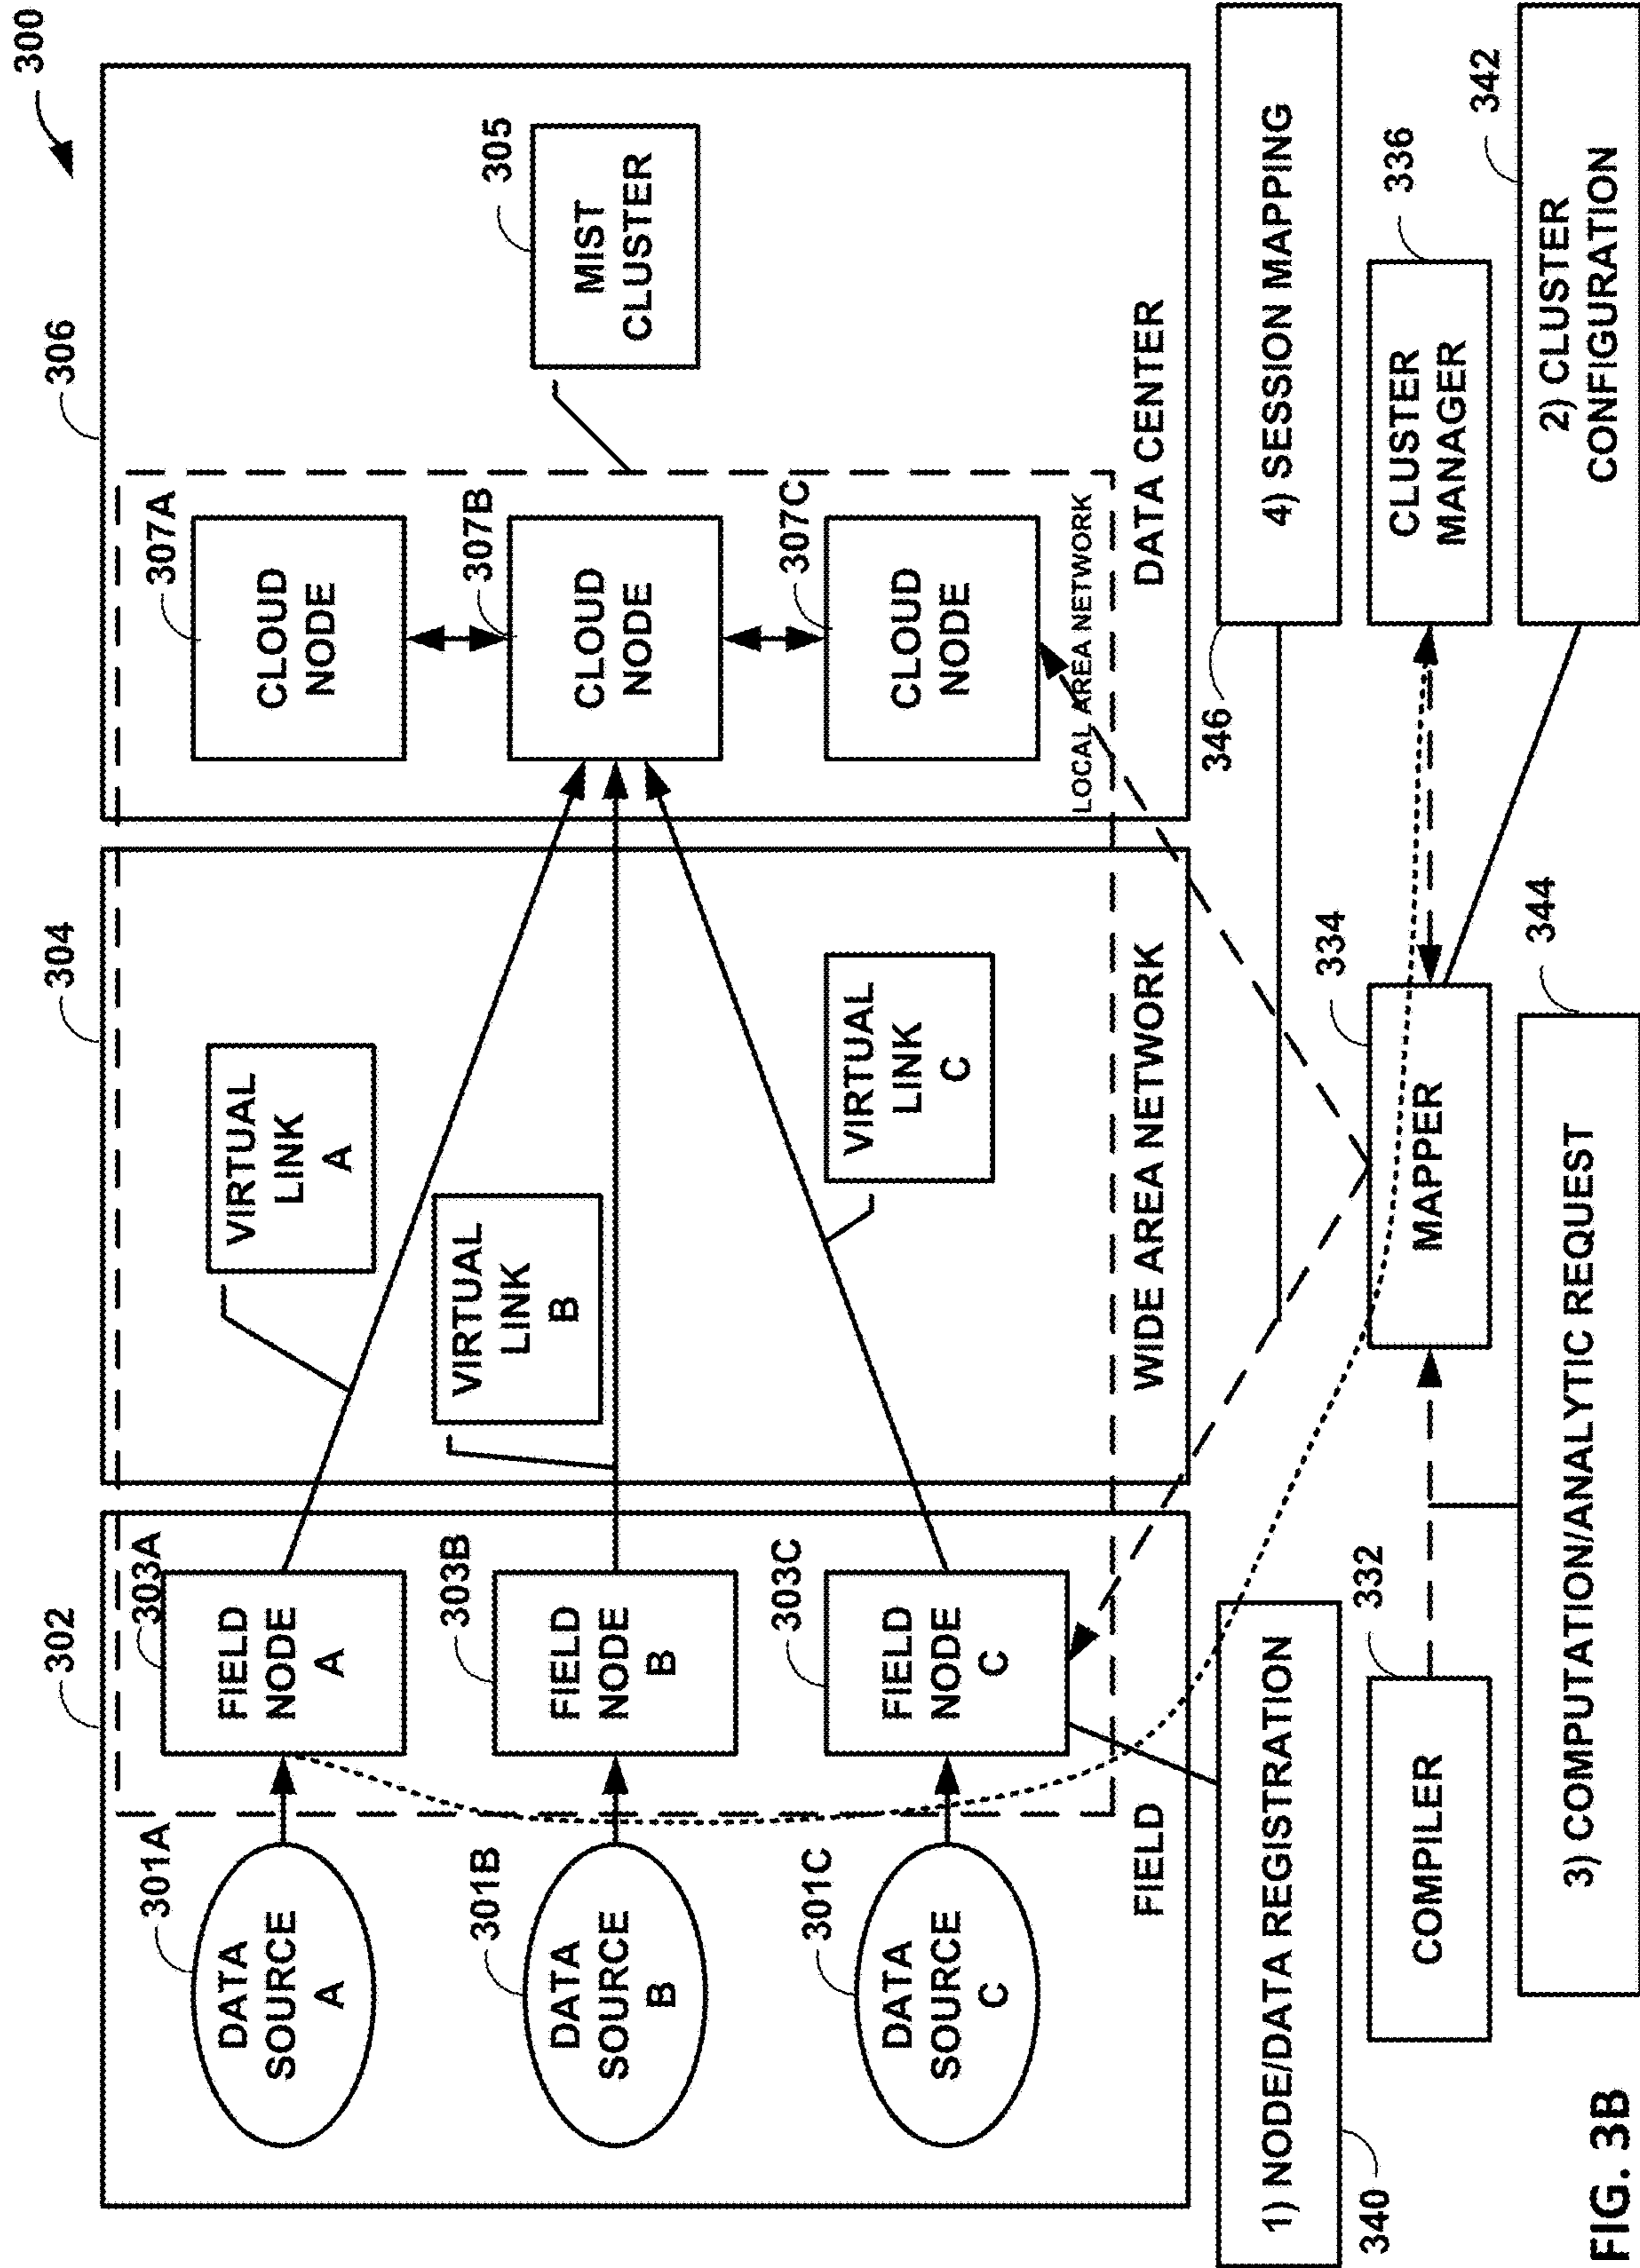 300
302
304
306
301A
DATA
SOURCE
A
303A
FIELD
NODE
A
VIRTUAL
LINK
A
307A
CLOUD
NODE
305
MIST
CLUSTER
301B
DATA
SOURCE
B
303B
FIELD
NODE
B
VIRTUAL
LINK
B
307B
CLOUD
NODE
301C
DATA
SOURCE
C
303C
FIELD
NODE
C
VIRTUAL
LINK
C
307C
CLOUD
NODE
LOCAL AREA NETWORK
FIELD
WIDE AREA NETWORK
DATA CENTER
1) NODE/DATA REGISTRATION
340
346
4) SESSION MAPPING
332
COMPILER
334
MAPPER
336
CLUSTER
MANAGER
344
3) COMPUTATION/ANALYTIC REQUEST
342
2) CLUSTER
CONFIGURATION
FIG. 3B